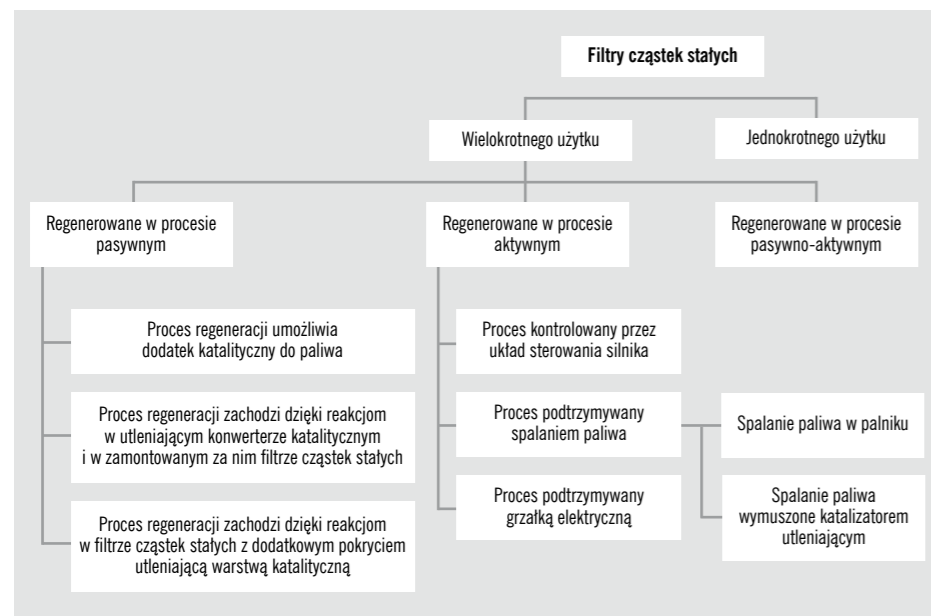 Filtry cząstek stałych
Wielokrotnego użytku
Jednokrotnego użytku
Regenerowane w procesie
pasywnym
Regenerowane w procesie
aktywnym
Regenerowane w procesie
pasywno-aktywnym
Proces regeneracji umożliwia
dodatek katalityczny do paliwa
Proces regeneracji zachodzi dzięki reakcjom
w utleniającym konwerterze katalitycznym
i w zamontowanym za nim filtrze cząstek stałych
Proces regeneracji zachodzi dzięki reakcjom
w filtrze cząstek stałych z dodatkowym pokryciem
utleniającą warstwą katalityczną
Proces kontrolowany przez
układ sterowania silnika
Proces podtrzymywany
spalaniem paliwa
Proces podtrzymywany
grzałką elektryczną
Spalanie paliwa w palniku
Spalanie paliwa
wymuszone katalizatorem
utleniającym